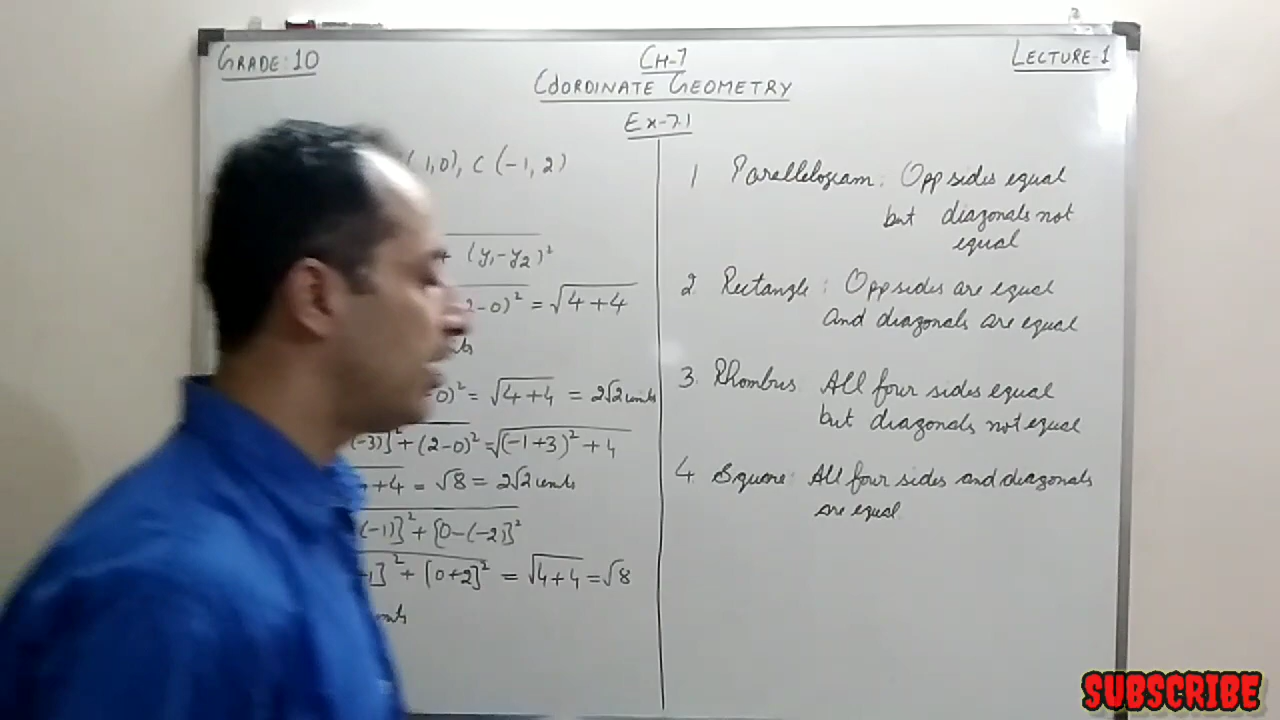 GRADE: 10
CH-7
LECTURE-1
COORDINATE GEOMETRY
Ex-7.1
(1,0), C (-1, 2)
+ (y₁-y₂)²
2-0)² = √4+4
-0)² = √4+4 = 2√2 units
(-3)]² + (2-0)² = √(-1+3)² + 4
+4 = √8 = 2√2 units
(-1)}² + [0-(-2)]²
1]² + [0+2]² = √4+4 = √8
1 Parallelogram: Opp sides equal
but diagonals not
equal
2 Rectangle: Opp sides are equal
and diagonals are equal
3. Rhombus All four sides equal
but diagonals not equal
4. Square: All four sides and diagonals
are equal
SUBSCRIBE